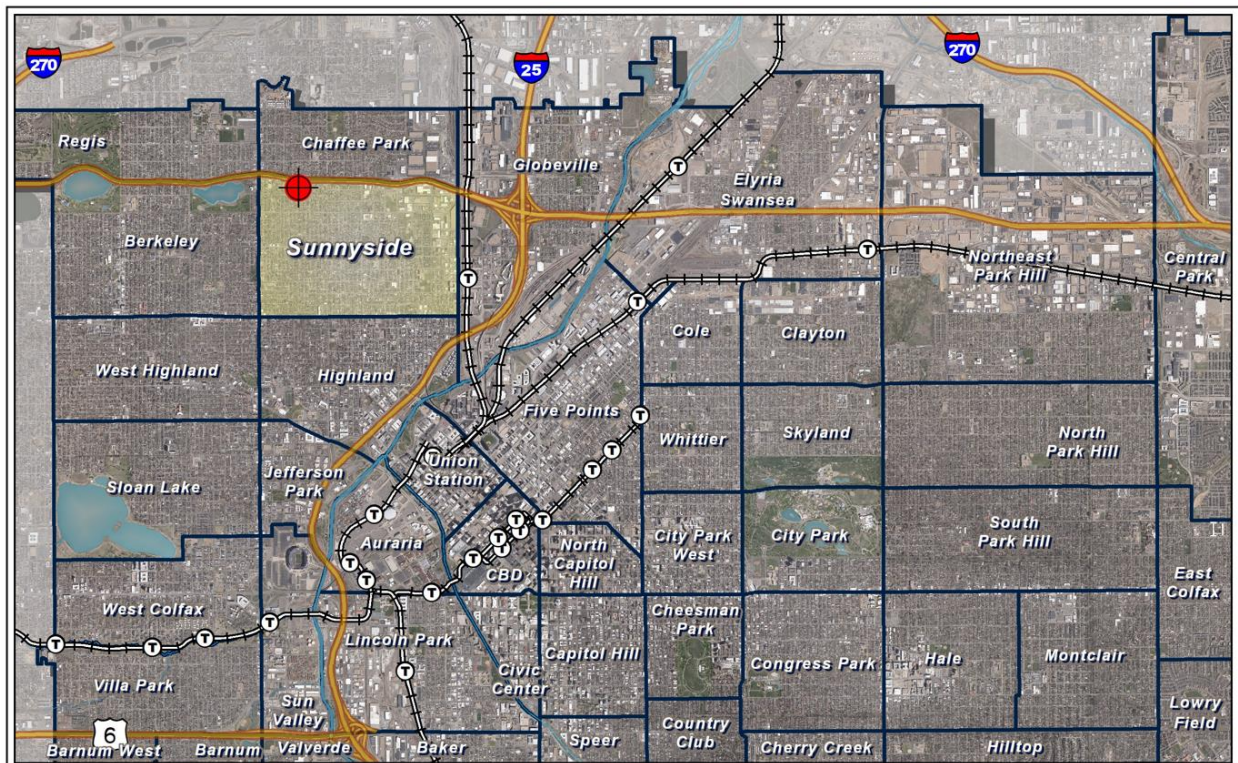 270
25
270
Regis
Chaffee Park
Globeville
Elyria
Swansea
Berkeley
Sunnyside
T
T
T
T
Northeast
Park Hill
Central
Park
Cole
Clayton
West Highland
Highland
Five Points
T
Whittier
Skyland
North
Park Hill
T
T
T
Union
Station
Jefferson
Park
Sloan Lake
T
Auraria
T
T
T
T
T
T
T
T
CBD
T
North
Capitol
Hill
City Park
West
City Park
South
Park Hill
East
Colfax
West Colfax
T
T
T
T
Lincoln Park
T
Cheesman
Park
Capitol Hill
Civic
Center
Congress Park
Hale
Montclair
Villa Park
Sun
Valley
Lowry
Field
6
Barnum West
Barnum
Valverde
Baker
Speer
Country
Club
Cherry Creek
Hilltop